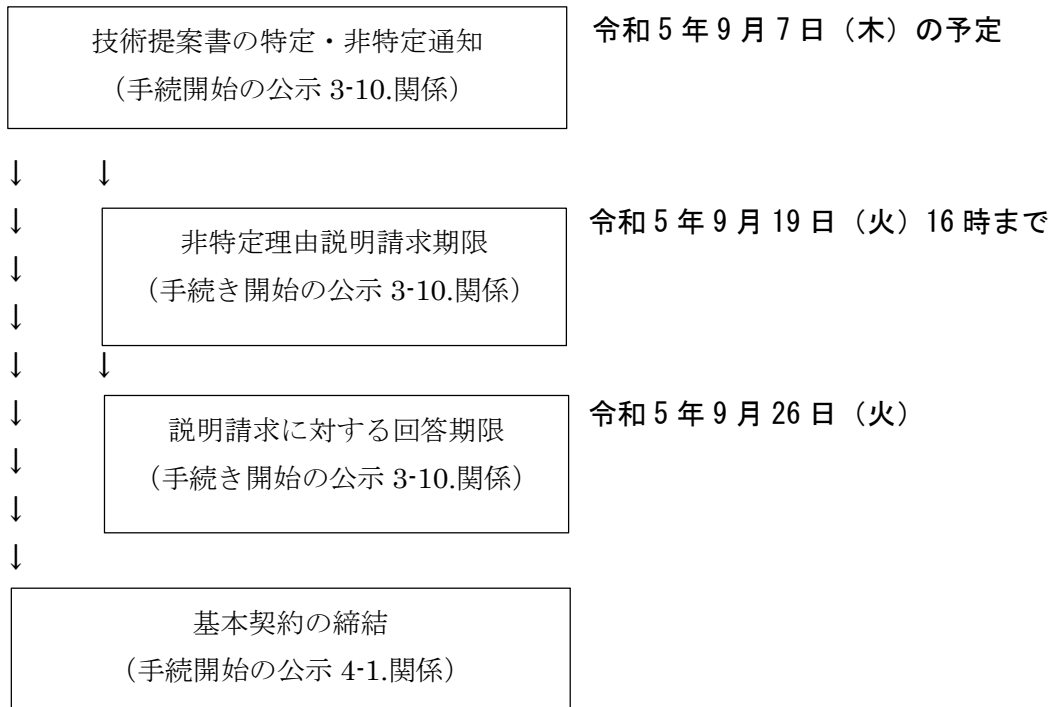 技術提案書の特定・非特定通知 令和5年9月7日（木）の予定
（手続開始の公示 3-10.関係）
↓ ↓
↓ 非特定理由説明請求期限 令和5年9月19日（火）16時まで
↓ （手続き開始の公示 3-10.関係）
↓
↓ ↓
↓ 説明請求に対する回答期限 令和5年9月26日（火）
↓ （手続き開始の公示 3-10.関係）
↓
↓
基本契約の締結
（手続開始の公示 4-1.関係）